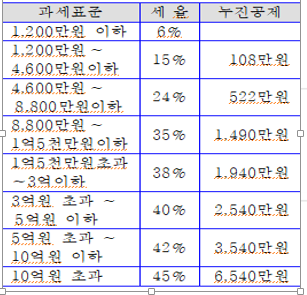 과세표준 세 율 누진공제
1,200만원 이하 6%
1,200만원 ~
4,600만원이하 15% 108만원
4,600만원 ~
8,800만원이하 24% 522만원
8,800만원 ~
1억5천만원이하 35% 1,490만원
1억5천만원초과
~3억이하 38% 1,940만원
3억원 초과 ~
5억원 이하 40% 2,540만원
5억원 초과 ~
10억원 이하 42% 3,540만원
10억원 초과 45% 6,540만원